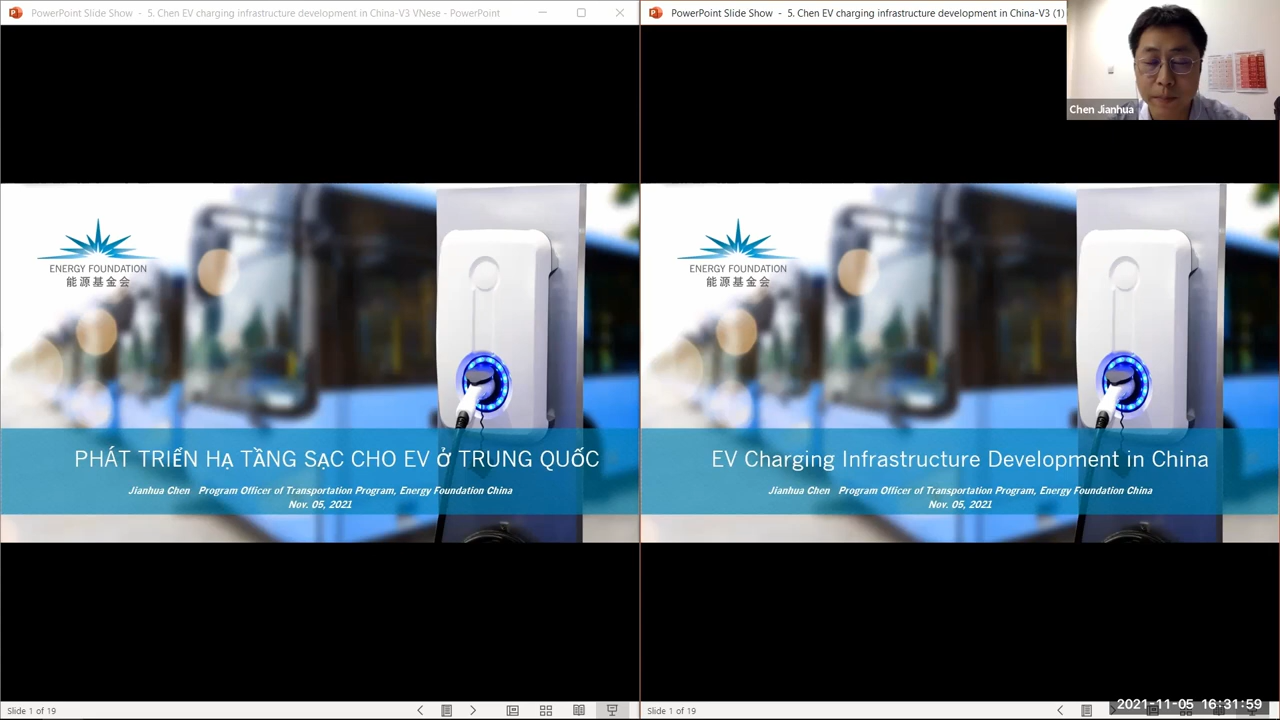 PowerPoint Slide Show - 5. Chen EV charging infrastructure development in China-V3 VNese - PowerPoint
ENERGY FOUNDATION
能源基金会
PHÁT TRIỂN HẠ TẦNG SẠC CHO EV Ở TRUNG QUỐC
Jianhua Chen Program Officer of Transportation Program, Energy Foundation China
Nov. 05, 2021
Slide 1 of 19
PowerPoint Slide Show - 5. Chen EV charging infrastructure development in China-V3 (1)
Chen Jianhua
ENERGY FOUNDATION
能源基金会
EV Charging Infrastructure Development in China
Jianhua Chen Program Officer of Transportation Program, Energy Foundation China
Nov. 05, 2021
Slide 1 of 19
2021-11-05 16:31:59